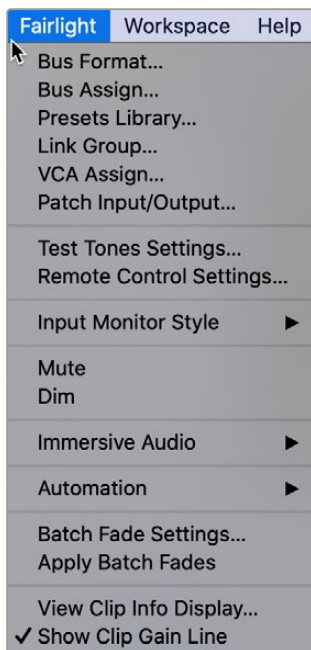 Fairlight Workspace Help
Bus Format...
Bus Assign...
Presets Library...
Link Group...
VCA Assign...
Patch Input/Output...
Test Tones Settings...
Remote Control Settings...
Input Monitor Style
Mute
Dim
Immersive Audio
Automation
Batch Fade Settings...
Apply Batch Fades
View Clip Info Display...
Show Clip Gain Line